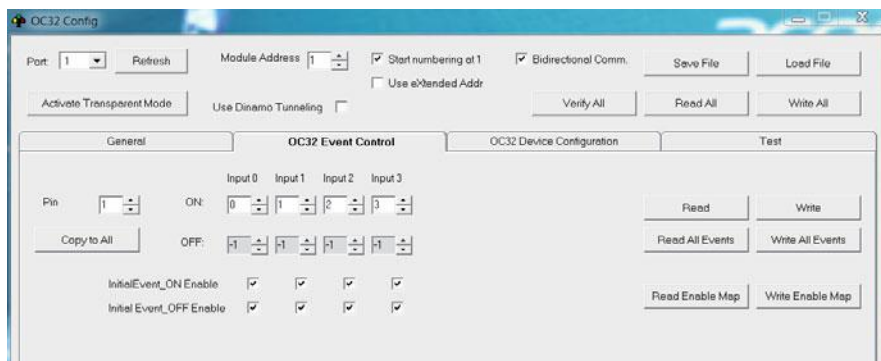 OC32 Config
Port: 1 Refresh Module Address 1 Start numbering at 1 Bidirectional Comm. Save File Load File
Use eXtended Addr
Activate Transparent Mode Use Dinamo Tunneling Verify All Read All Write All
General OC32 Event Control OC32 Device Configuration Test
Input 0 Input 1 Input 2 Input 3
Pin 1 ON: 0 1 2 3 Read Write
Copy to All OFF: -1 -1 -1 -1 Read All Events Write All Events
InitialEvent_ON Enable
Read Enable Map Write Enable Map
Initial Event_OFF Enable